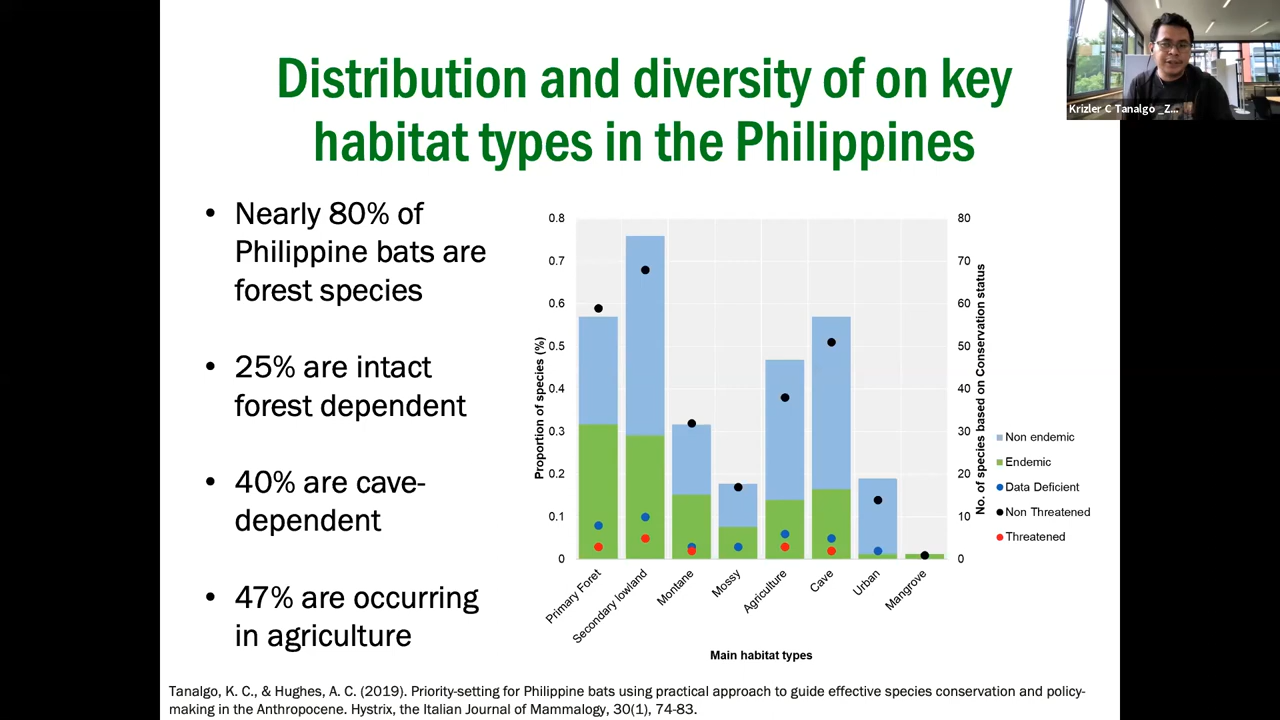 Distribution and diversity of on key
habitat types in the Philippines
Krizler C Tanalgo _Z...
• Nearly 80% of
Philippine bats are
forest species
• 25% are intact
forest dependent
• 40% are cave-
dependent
• 47% are occurring
in agriculture
Proportion of species (%)
0.8
0.7
0.6
0.5
0.4
0.3
0.2
0.1
0
80
70
60
50
40
30
20
10
0
No. of species based on Conservation status
Primary Foret
Secondary lowland
Montane
Mossy
Agriculture
Cave
Urban
Mangrove
Main habitat types
Non endemic
Endemic
Data Deficient
Non Threatened
Threatened
Tanalgo, K. C., & Hughes, A. C. (2019). Priority-setting for Philippine bats using practical approach to guide effective species conservation and policy-
making in the Anthropocene. Hystrix, the Italian Journal of Mammalogy, 30(1), 74-83.